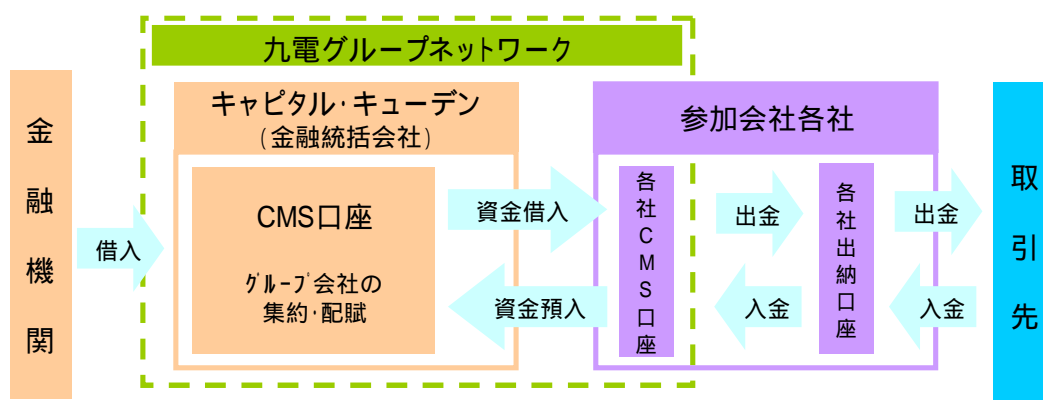 九電グループネットワーク
金融機関
キャピタル・キューデン
(金融統括会社)
CMS口座
グループ会社の
集約・配賦
借入
資金借入
資金預入
参加会社各社
各社CMS口座
出金
入金
各社出納口座
出金
入金
取引先